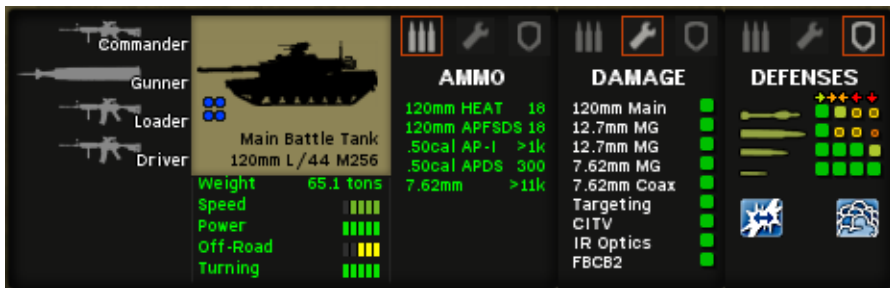 Commander
Gunner
Loader
Driver
Main Battle Tank
120mm L/44 M256
Weight 65.1 tons
Speed
Power
Off-Road
Turning
AMMO
120mm HEAT 18
120mm APFSDS 18
.50cal AP-I >1k
.50cal APDS 300
7.62mm >11k
DAMAGE
120mm Main
12.7mm MG
12.7mm MG
7.62mm MG
7.62mm Coax
Targeting
CITV
IR Optics
FBCB2
DEFENSES